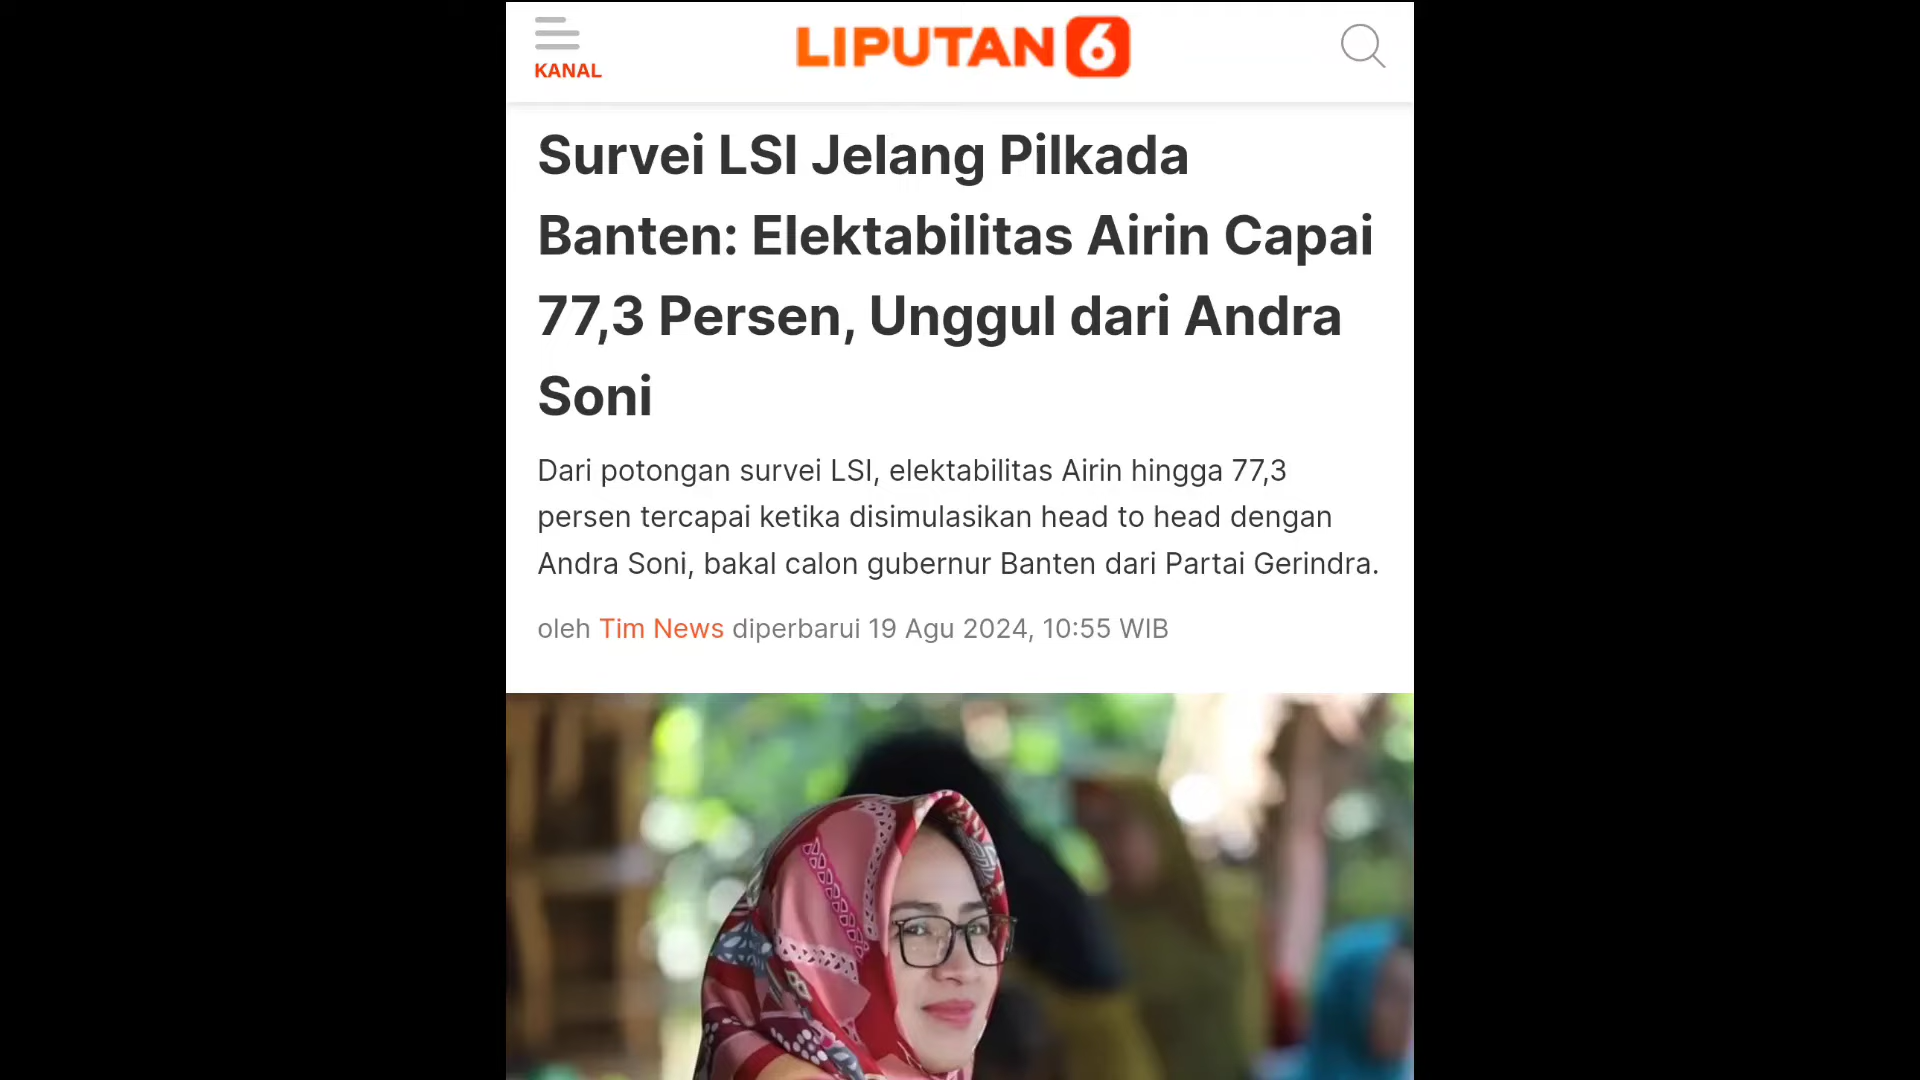 KANAL
LIPUTAN 6
Survei LSI Jelang Pilkada
Banten: Elektabilitas Airin Capai
77,3 Persen, Unggul dari Andra
Soni
Dari potongan survei LSI, elektabilitas Airin hingga 77,3
persen tercapai ketika disimulasikan head to head dengan
Andra Soni, bakal calon gubernur Banten dari Partai Gerindra.
oleh Tim News diperbarui 19 Agu 2024, 10:55 WIB